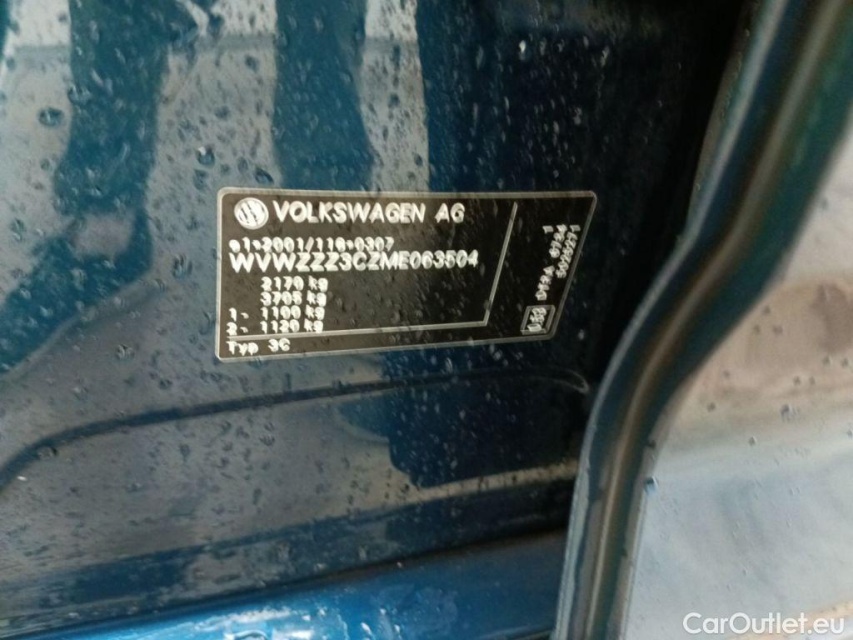 VOLKSWAGEN AG
e1*2001/116*0307
WVWZZZ3CZME063504
2170 kg
3705 kg
1- 1100 kg
2- 1120 kg
Typ 3C
CarOutlet.eu